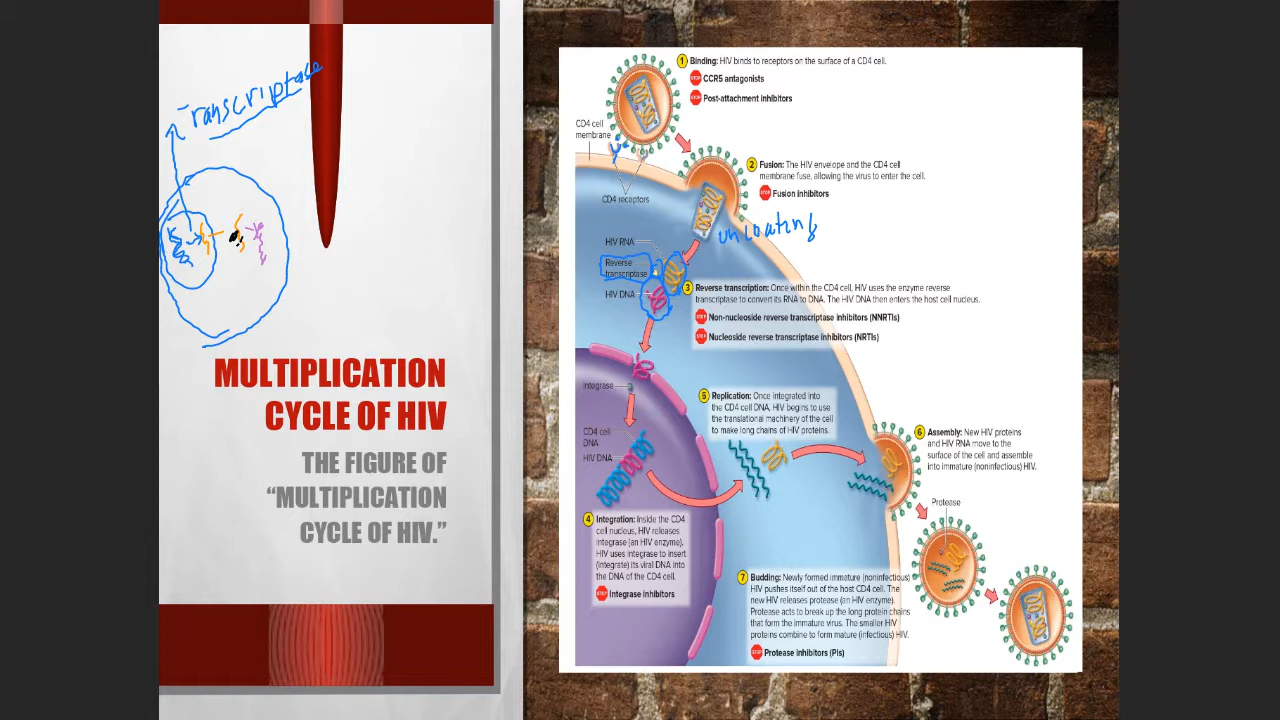 Transcriptase
MULTIPLICATION
CYCLE OF HIV
THE FIGURE OF
“MULTIPLICATION
CYCLE OF HIV.”
1 Binding: HIV binds to receptors on the surface of a CD4 cell.
STOP CCR5 antagonists
STOP Post-attachment inhibitors
CD4 cell
membrane
CD4 receptors
2 Fusion: The HIV envelope and the CD4 cell
membrane fuse, allowing the virus to enter the cell.
STOP Fusion inhibitors
uncoating
HIV RNA
Reverse
transcriptase
HIV DNA
3 Reverse transcription: Once within the CD4 cell, HIV uses the enzyme reverse
transcriptase to convert its RNA to DNA. The HIV DNA then enters the host cell nucleus.
STOP Non-nucleoside reverse transcriptase inhibitors (NNRTIs)
STOP Nucleoside reverse transcriptase inhibitors (NRTIs)
Integrase
CD4 cell
DNA
HIV DNA
4 Integration: Inside the CD4
cell nucleus, HIV releases
integrase (an HIV enzyme).
HIV uses integrase to insert
(integrate) its viral DNA into
the DNA of the CD4 cell.
STOP Integrase inhibitors
5 Replication: Once integrated into
the CD4 cell DNA, HIV begins to use
the translational machinery of the cell
to make long chains of HIV proteins.
6 Assembly: New HIV proteins
and HIV RNA move to the
surface of the cell and assemble
into immature (noninfectious) HIV.
Protease
7 Budding: Newly formed immature (noninfectious)
HIV pushes itself out of the host CD4 cell. The
new HIV releases protease (an HIV enzyme).
Protease acts to break up the long protein chains
that form the immature virus. The smaller HIV
proteins combine to form mature (infectious) HIV.
STOP Protease inhibitors (PIs)